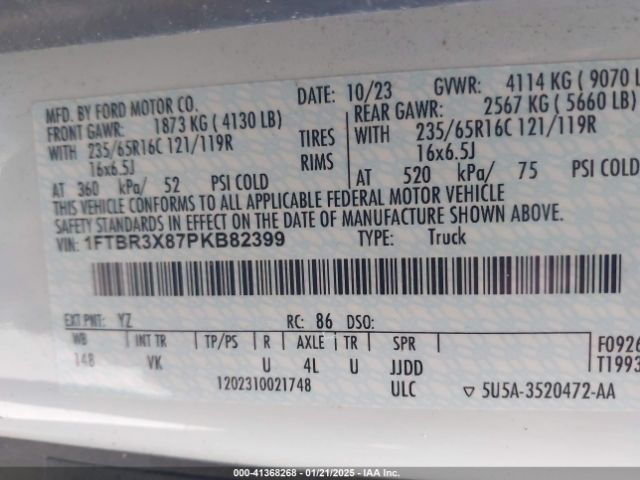 DATE: 10/23 GVWR: 4114 KG (9070 L
MFD. BY FORD MOTOR CO.
FRONT GAWR: 1873 KG (4130 LB) REAR GAWR: 2567 KG (5660 LB)
WITH 235/65R16C 121/119R TIRES WITH 235/65R16C 121/119R
16x6.5J RIMS 16x6.5J
AT 360 kPa/ 52 PSI COLD AT 520 kPa/ 75 PSI COLD
THIS VEHICLE CONFORMS TO ALL APPLICABLE FEDERAL MOTOR VEHICLE
SAFETY STANDARDS IN EFFECT ON THE DATE OF MANUFACTURE SHOWN ABOVE.
VIN: 1FTBR3X87PKB82399 TYPE: Truck
EXT PNT: YZ RC: 86 DSO:
WB INT TR TP/PS R AXLE TR SPR F0926
148 VK U 4L U JJDD T1993
1202310021748 ULC ▽ 5U5A-3520472-AA
000-41368268 - 01/21/2025 - IAA Inc.